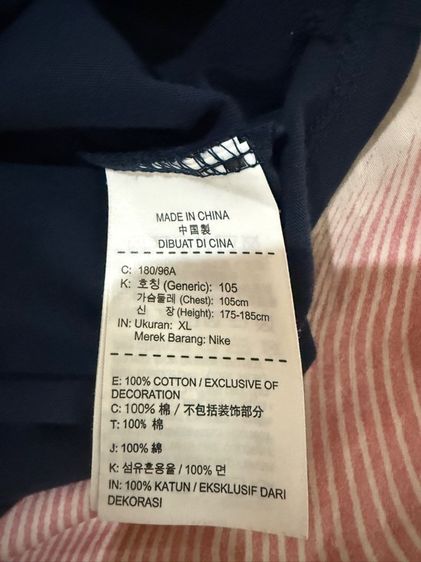 MADE IN CHINA
中国製
DIBUAT DI CINA
C: 180/96A
K: 호칭 (Generic): 105
가슴둘레 (Chest): 105cm
신 장 (Height): 175-185cm
IN: Ukuran: XL
Merek Barang: Nike
E: 100% COTTON / EXCLUSIVE OF
DECORATION
C: 100% 棉 / 不包括装饰部分
T: 100% 棉
J: 100% 綿
K: 섬유혼용율 / 100% 면
IN: 100% KATUN / EKSKLUSIF DARI
DEKORASI